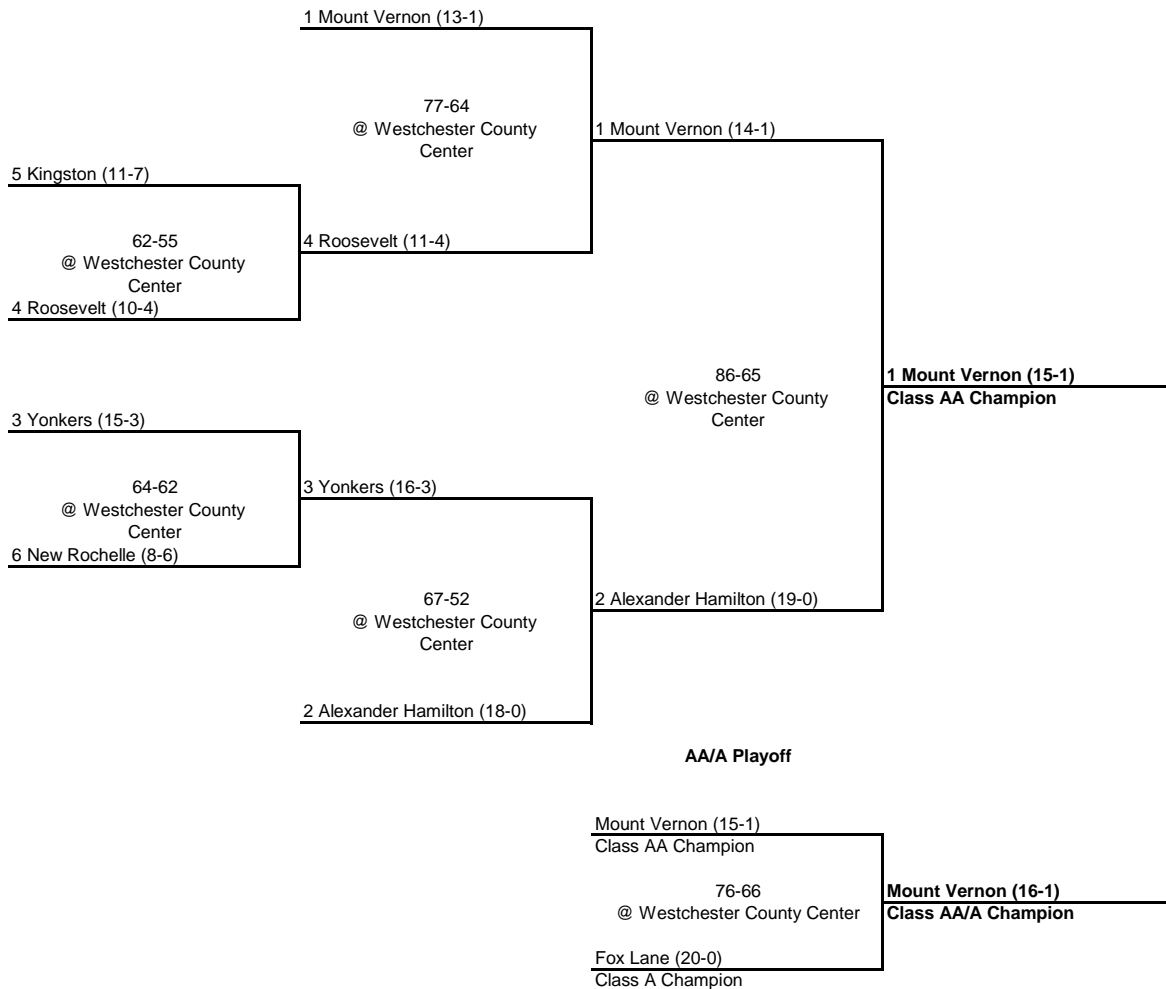 1 Mount Vernon (13-1)
77-64
@ Westchester County
Center
1 Mount Vernon (14-1)
5 Kingston (11-7)
62-55
@ Westchester County
Center
4 Roosevelt (11-4)
4 Roosevelt (10-4)
86-65
@ Westchester County
Center
1 Mount Vernon (15-1)
Class AA Champion
3 Yonkers (15-3)
64-62
@ Westchester County
Center
3 Yonkers (16-3)
6 New Rochelle (8-6)
67-52
@ Westchester County
Center
2 Alexander Hamilton (19-0)
2 Alexander Hamilton (18-0)
AA/A Playoff
Mount Vernon (15-1)
Class AA Champion
76-66
@ Westchester County Center
Mount Vernon (16-1)
Class AA/A Champion
Fox Lane (20-0)
Class A Champion